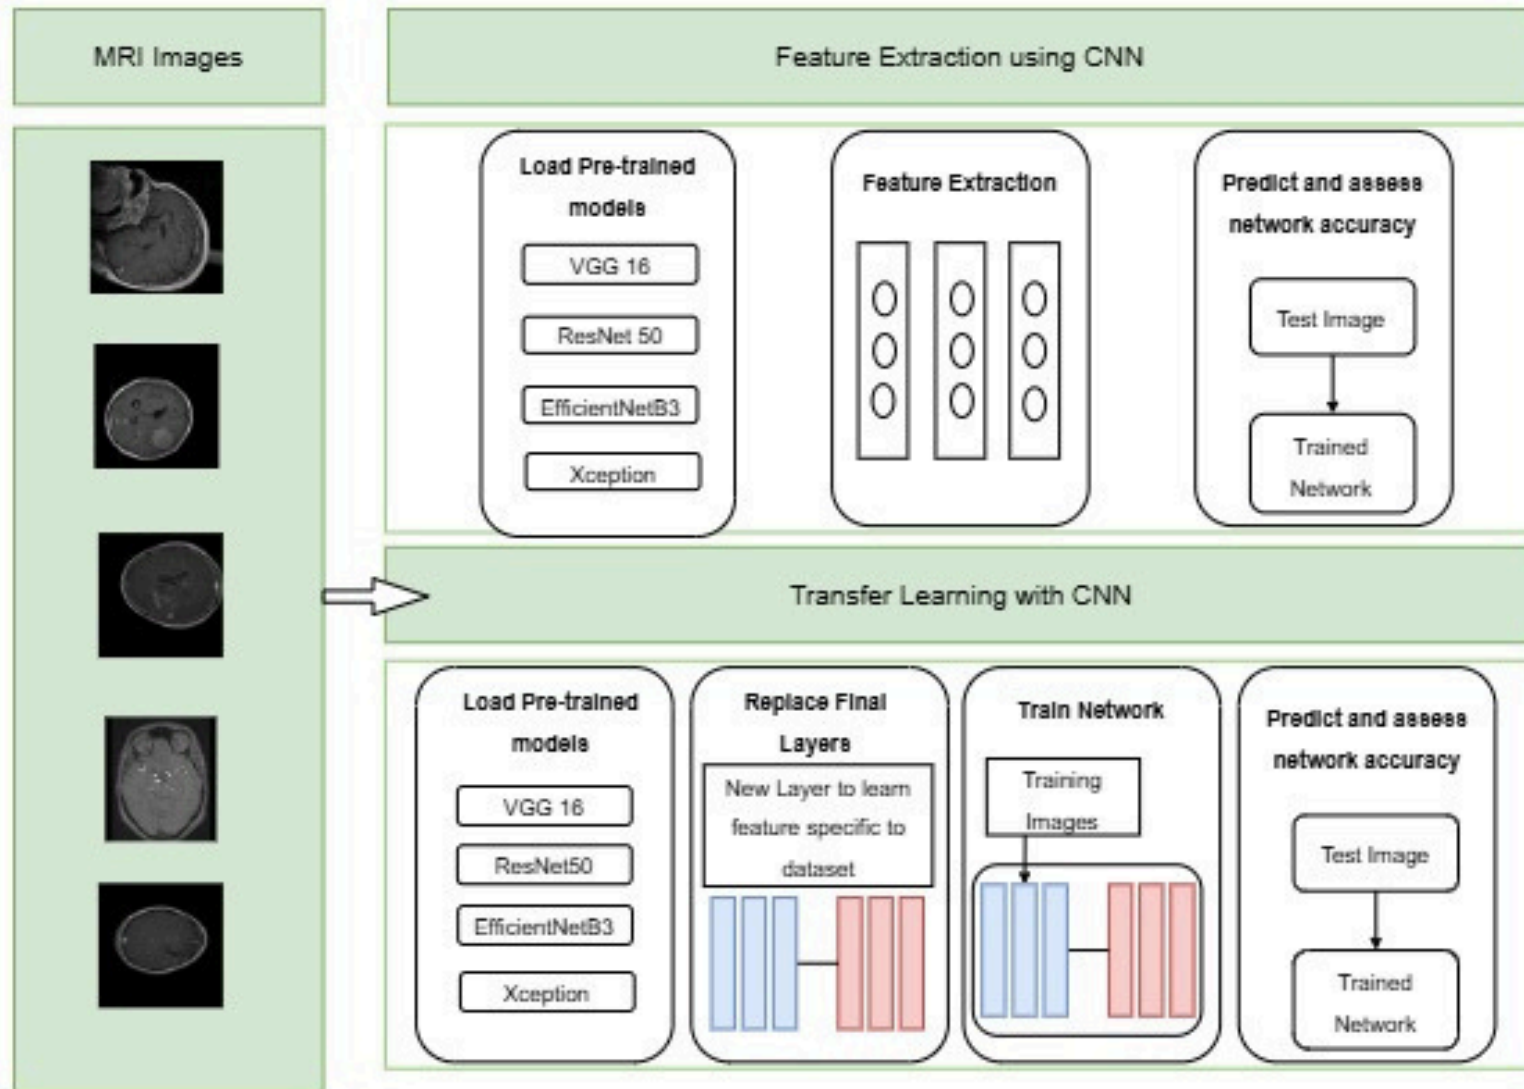 MRI Images
Feature Extraction using CNN
Load Pre-trained
models
VGG 16
ResNet 50
EfficientNetB3
Xception
Feature Extraction
Predict and assess
network accuracy
Test Image
Trained
Network
Transfer Learning with CNN
Load Pre-trained
models
VGG 16
ResNet50
EfficientNetB3
Xception
Replace Final
Layers
New Layer to learn
feature specific to
dataset
Train Network
Training
Images
Predict and assess
network accuracy
Test Image
Trained
Network